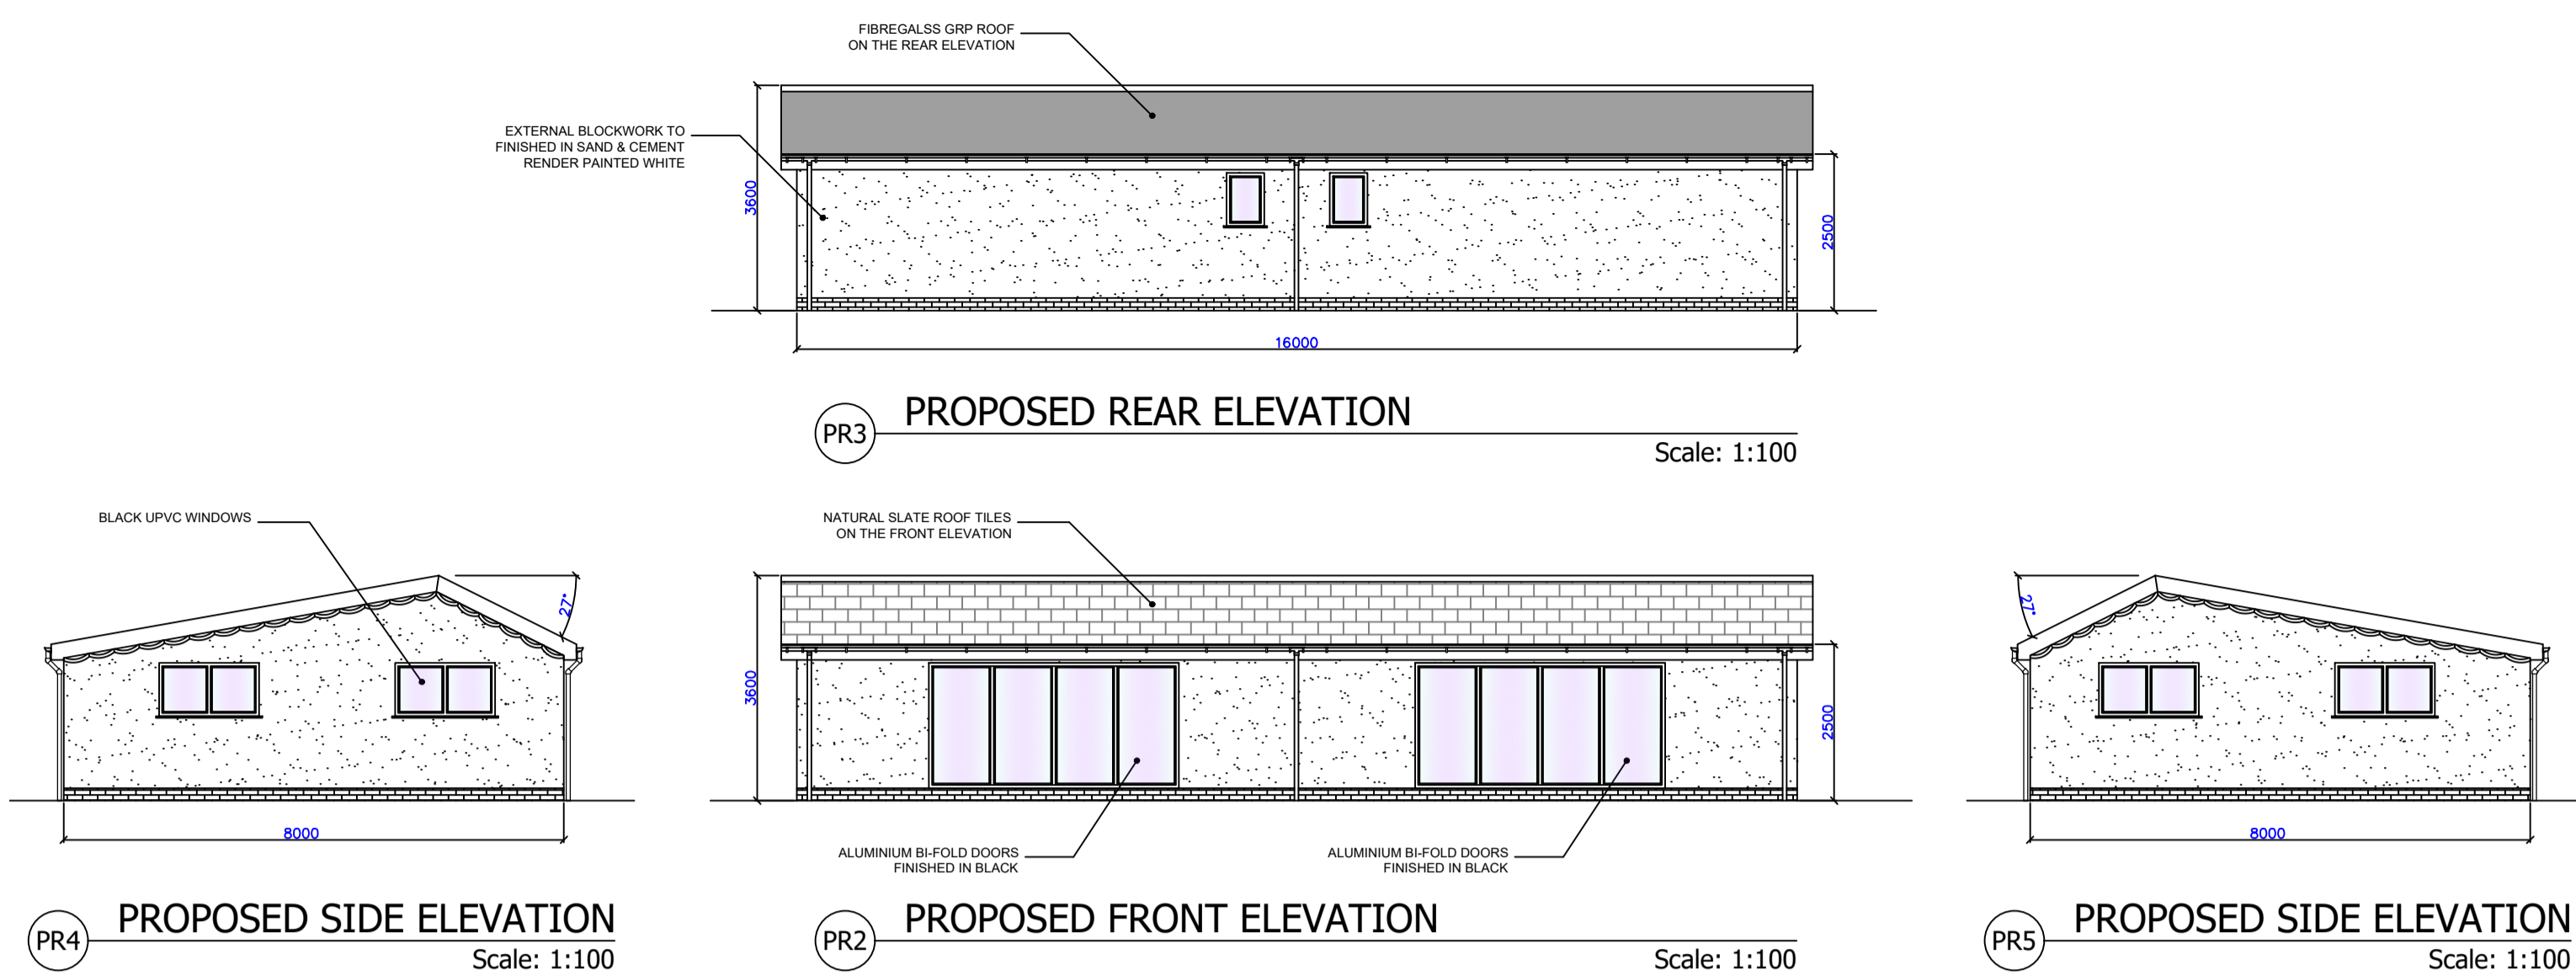 FIBREGALSS GRP ROOF
ON THE REAR ELEVATION
EXTERNAL BLOCKWORK TO
FINISHED IN SAND & CEMENT
RENDER PAINTED WHITE
3600
2500
16000
PR3
PROPOSED REAR ELEVATION
Scale: 1:100
BLACK UPVC WINDOWS
27°
8000
PR4
PROPOSED SIDE ELEVATION
Scale: 1:100
NATURAL SLATE ROOF TILES
ON THE FRONT ELEVATION
3600
2500
ALUMINIUM BI-FOLD DOORS
FINISHED IN BLACK
ALUMINIUM BI-FOLD DOORS
FINISHED IN BLACK
PR2
PROPOSED FRONT ELEVATION
Scale: 1:100
27°
8000
PR5
PROPOSED SIDE ELEVATION
Scale: 1:100